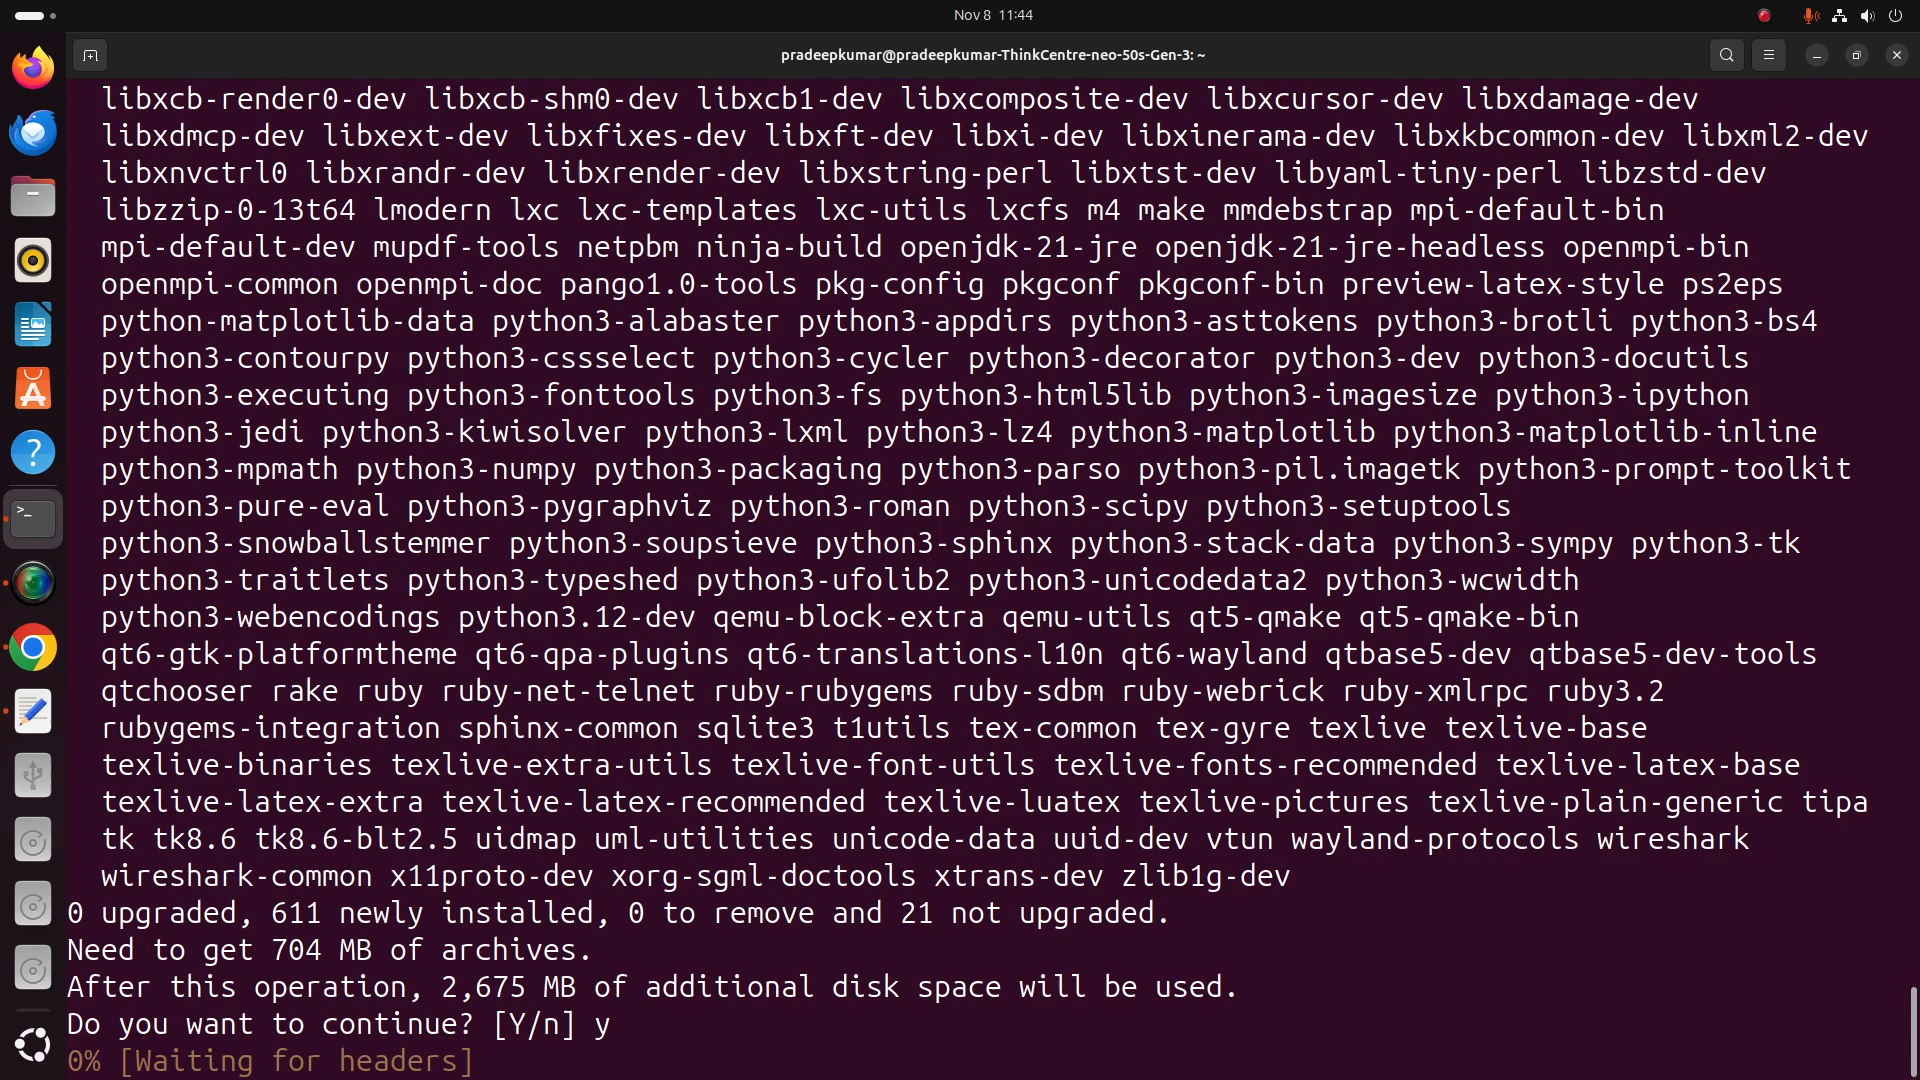 Nov 8 11:44
pradeepkumar@pradeepkumar-ThinkCentre-neo-50s-Gen-3: ~
libxcb-render0-dev libxcb-shm0-dev libxcb1-dev libxcomposite-dev libxcursor-dev libxdamage-dev
libxdmcp-dev libxext-dev libxfixes-dev libxft-dev libxi-dev libxinerama-dev libxkbcommon-dev libxml2-dev
libxnvctrl0 libxrandr-dev libxrender-dev libxstring-perl libxtst-dev libyaml-tiny-perl libzstd-dev
libzzip-0-13t64 lmodern lxc lxc-templates lxc-utils lxcfs m4 make mmdebstrap mpi-default-bin
mpi-default-dev mupdf-tools netpbm ninja-build openjdk-21-jre openjdk-21-jre-headless openmpi-bin
openmpi-common openmpi-doc pango1.0-tools pkg-config pkgconf pkgconf-bin preview-latex-style ps2eps
python-matplotlib-data python3-alabaster python3-appdirs python3-asttokens python3-brotli python3-bs4
python3-contourpy python3-cssselect python3-cycler python3-decorator python3-dev python3-docutils
python3-executing python3-fonttools python3-fs python3-html5lib python3-imagesize python3-ipython
python3-jedi python3-kiwisolver python3-lxml python3-lz4 python3-matplotlib python3-matplotlib-inline
python3-mpmath python3-numpy python3-packaging python3-parso python3-pil.imagetk python3-prompt-toolkit
python3-pure-eval python3-pygraphviz python3-roman python3-scipy python3-setuptools
python3-snowballstemmer python3-soupsieve python3-sphinx python3-stack-data python3-sympy python3-tk
python3-traitlets python3-typeshed python3-ufolib2 python3-unicodedata2 python3-wcwidth
python3-webencodings python3.12-dev qemu-block-extra qemu-utils qt5-qmake qt5-qmake-bin
qt6-gtk-platformtheme qt6-qpa-plugins qt6-translations-l10n qt6-wayland qtbase5-dev qtbase5-dev-tools
qtchooser rake ruby ruby-net-telnet ruby-rubygems ruby-sdbm ruby-webrick ruby-xmlrpc ruby3.2
rubygems-integration sphinx-common sqlite3 t1utils tex-common tex-gyre texlive texlive-base
texlive-binaries texlive-extra-utils texlive-font-utils texlive-fonts-recommended texlive-latex-base
texlive-latex-extra texlive-latex-recommended texlive-luatex texlive-pictures texlive-plain-generic tipa
tk tk8.6 tk8.6-blt2.5 uidmap uml-utilities unicode-data uuid-dev vtun wayland-protocols wireshark
wireshark-common x11proto-dev xorg-sgml-doctools xtrans-dev zlib1g-dev
0 upgraded, 611 newly installed, 0 to remove and 21 not upgraded.
Need to get 704 MB of archives.
After this operation, 2,675 MB of additional disk space will be used.
Do you want to continue? [Y/n] y
0% [Waiting for headers]